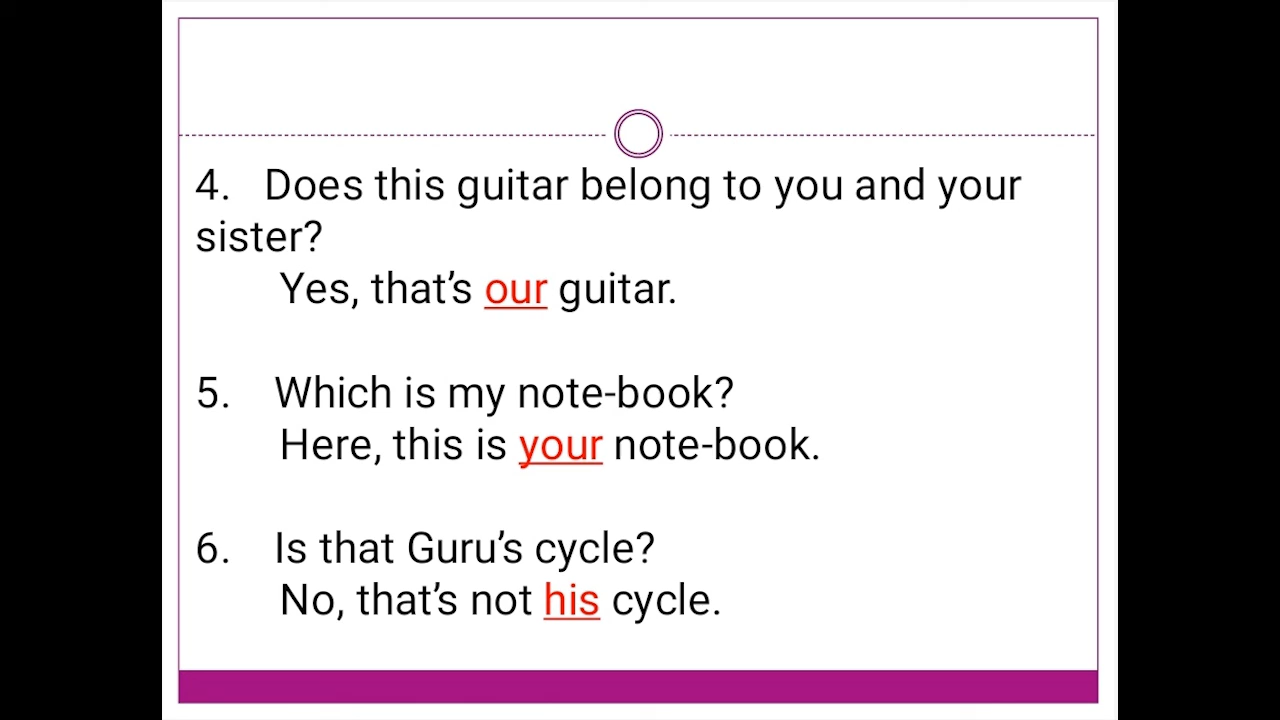 4. Does this guitar belong to you and your
sister?
Yes, that’s our guitar.
5. Which is my note-book?
Here, this is your note-book.
6. Is that Guru’s cycle?
No, that’s not his cycle.